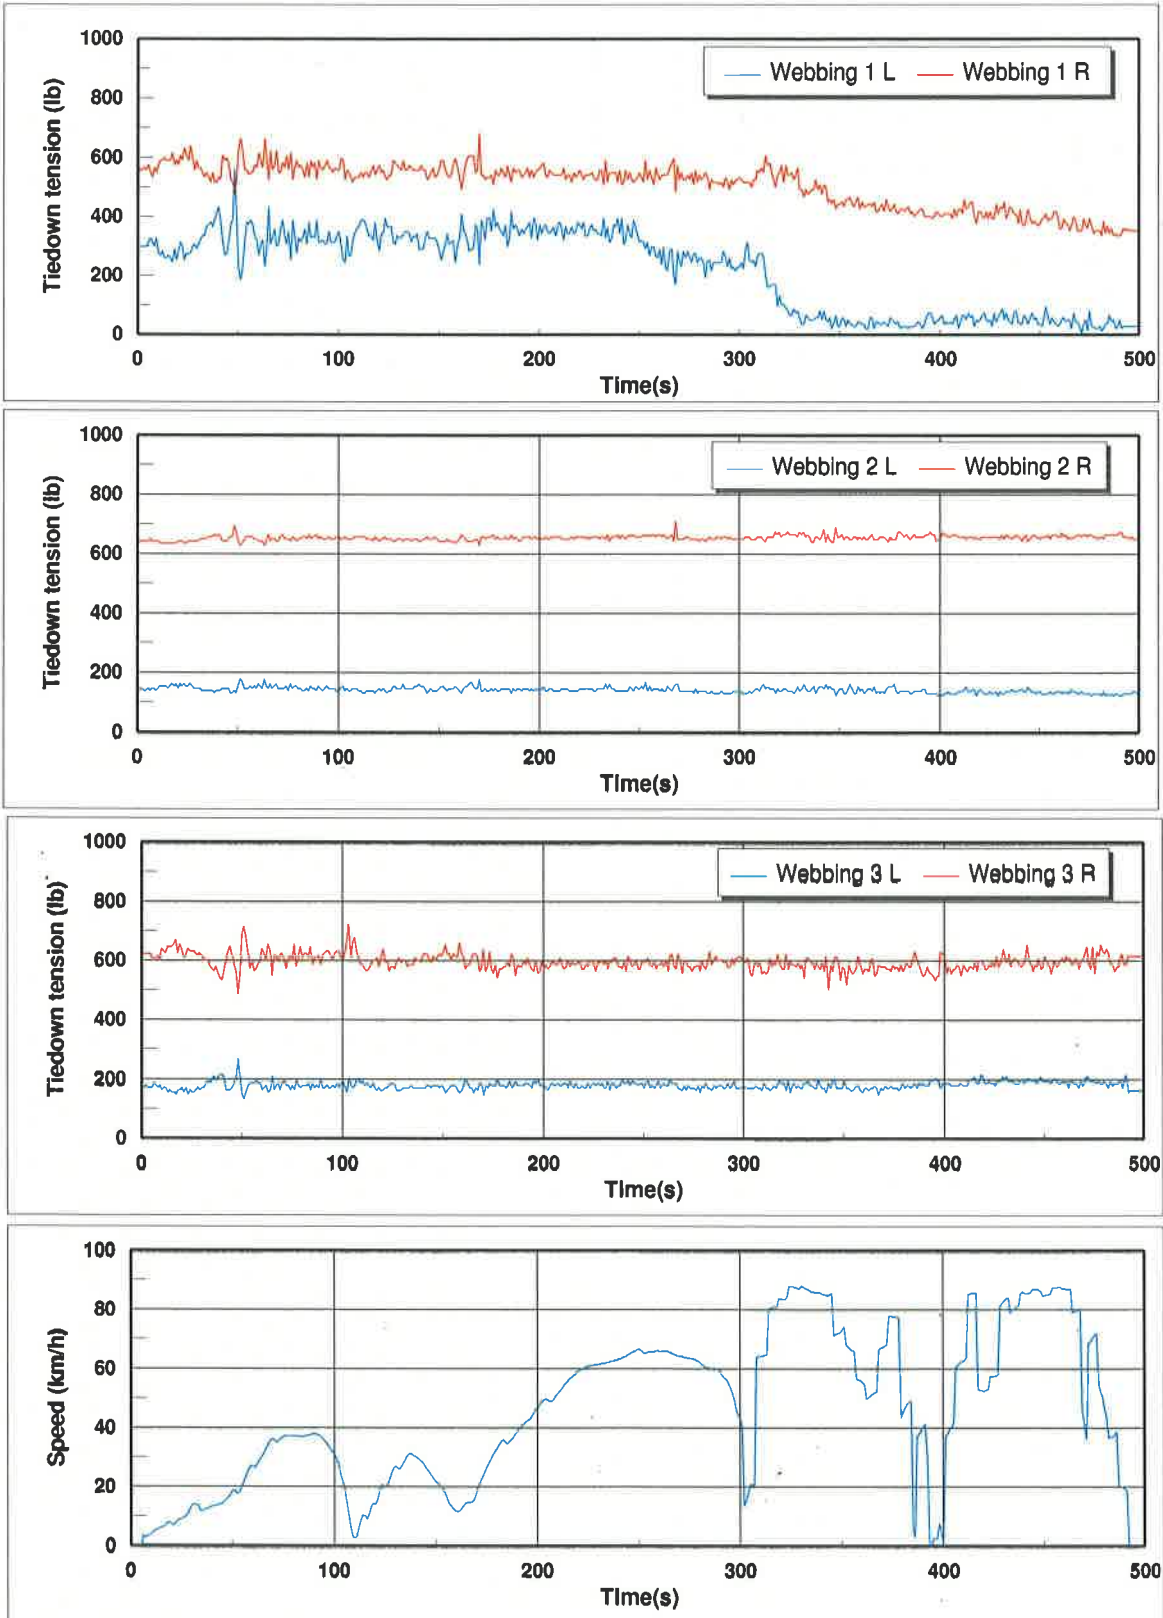 1000
800
600
400
200
0
Tiedown tension (lb)
Webbing 1 L
Webbing 1 R
0 100 200 300 400 500
Time(s)
1000
800
600
400
200
0
Tiedown tension (lb)
Webbing 2 L
Webbing 2 R
0 100 200 300 400 500
Time(s)
1000
800
600
400
200
0
Tiedown tension (lb)
Webbing 3 L
Webbing 3 R
0 100 200 300 400 500
Time(s)
100
80
60
40
20
0
Speed (km/h)
0 100 200 300 400 500
Time(s)